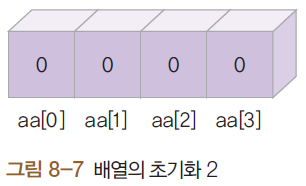 0 0 0 0
aa[0] aa[1] aa[2] aa[3]
그림 8-7 배열의 초기화 2